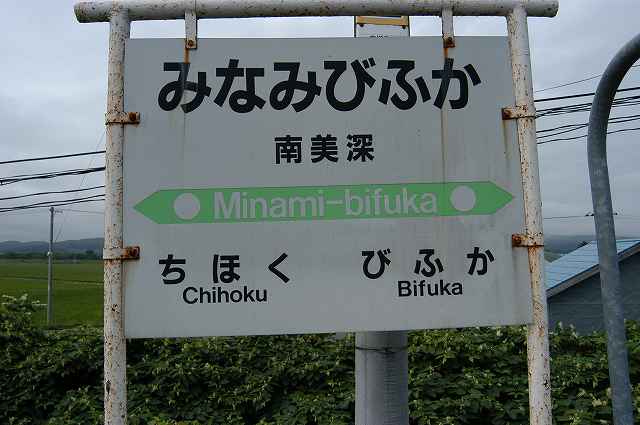 みなみびふか
南美深
Minami-bifuka
ちほく びふか
Chihoku Bifuka